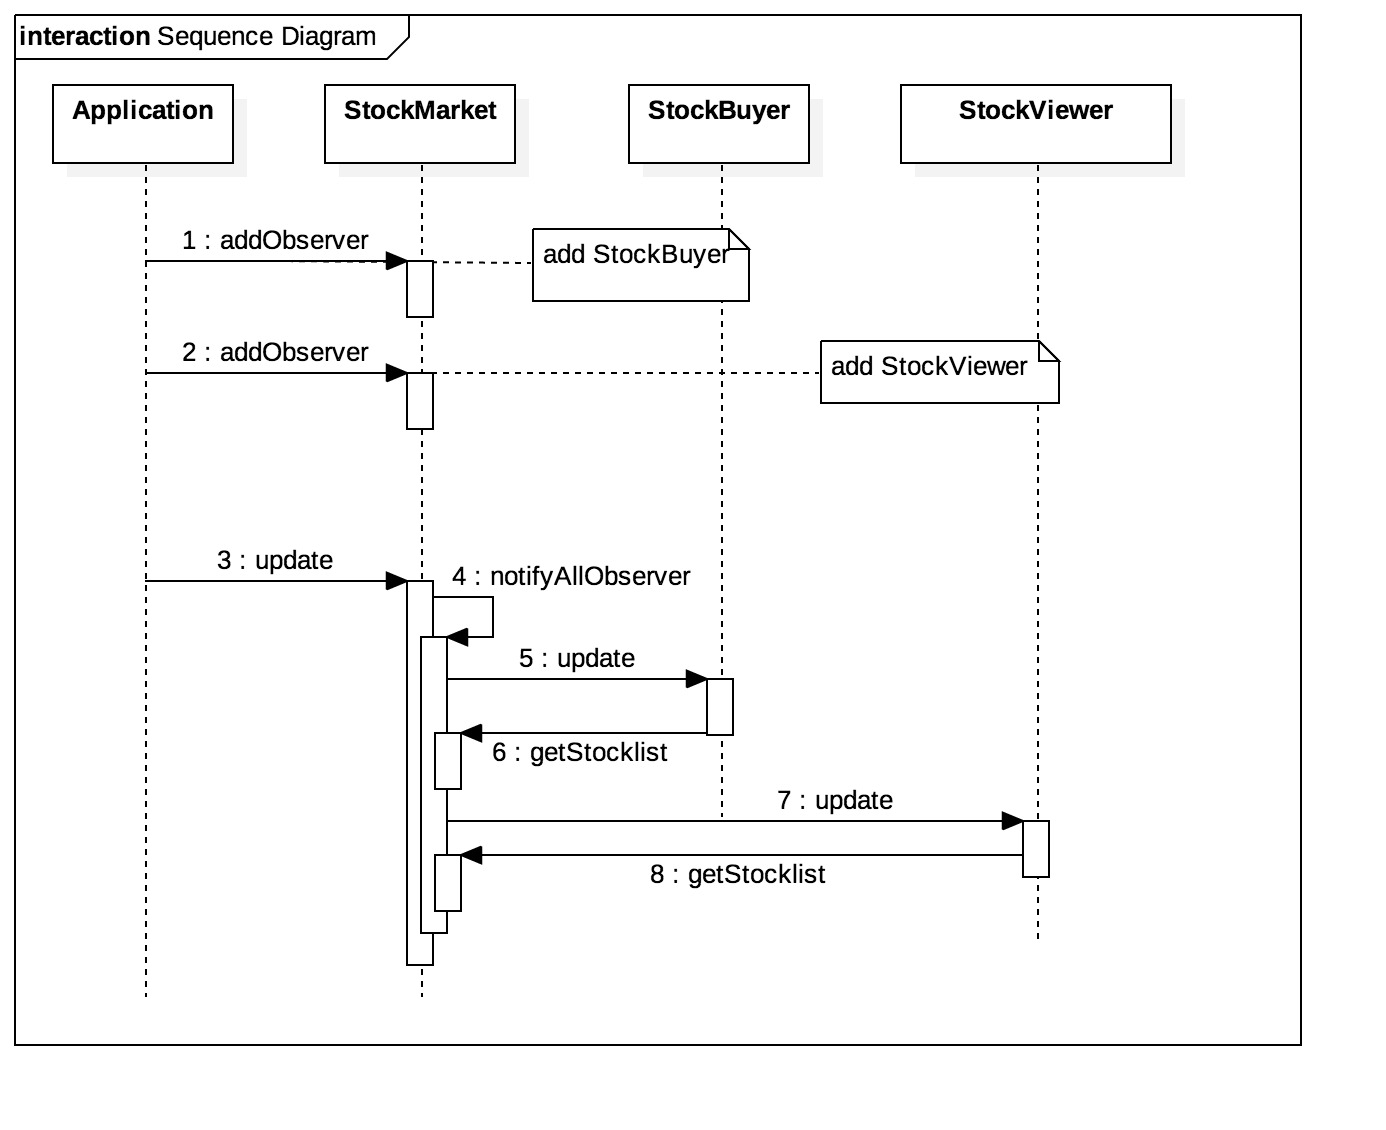 interaction Sequence Diagram
Application
StockMarket
StockBuyer
StockViewer
1 : addObserver
add StockBuyer
2 : addObserver
add StockViewer
3 : update
4 : notifyAllObserver
5 : update
6 : getStocklist
7 : update
8 : getStocklist